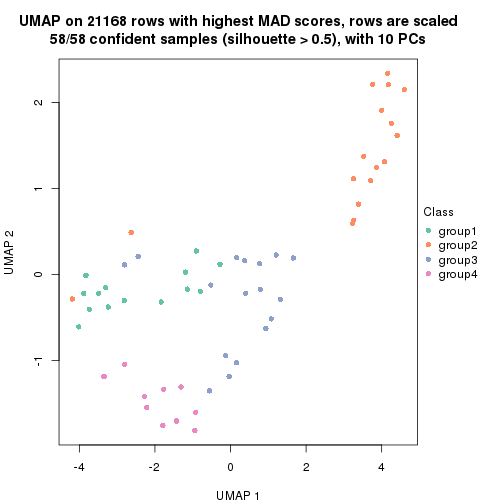 UMAP on 21168 rows with highest MAD scores, rows are scaled
58/58 confident samples (silhouette > 0.5), with 10 PCs
2
1
0
-1
UMAP 2
-4
-2
0
2
4
UMAP 1
Class
group1
group2
group3
group4